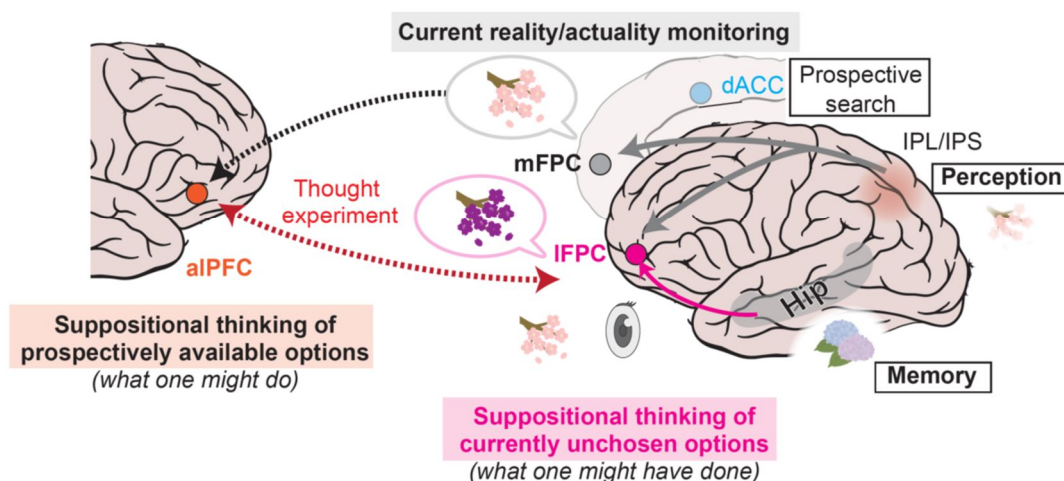 Current reality/actuality monitoring
dACC
Prospective
search
mFPC
IPL/IPS
Perception
Thought
experiment
alPFC
lFPC
Hip
Suppositional thinking of
prospectively available options
(what one might do)
Memory
Suppositional thinking of
currently unchosen options
(what one might have done)